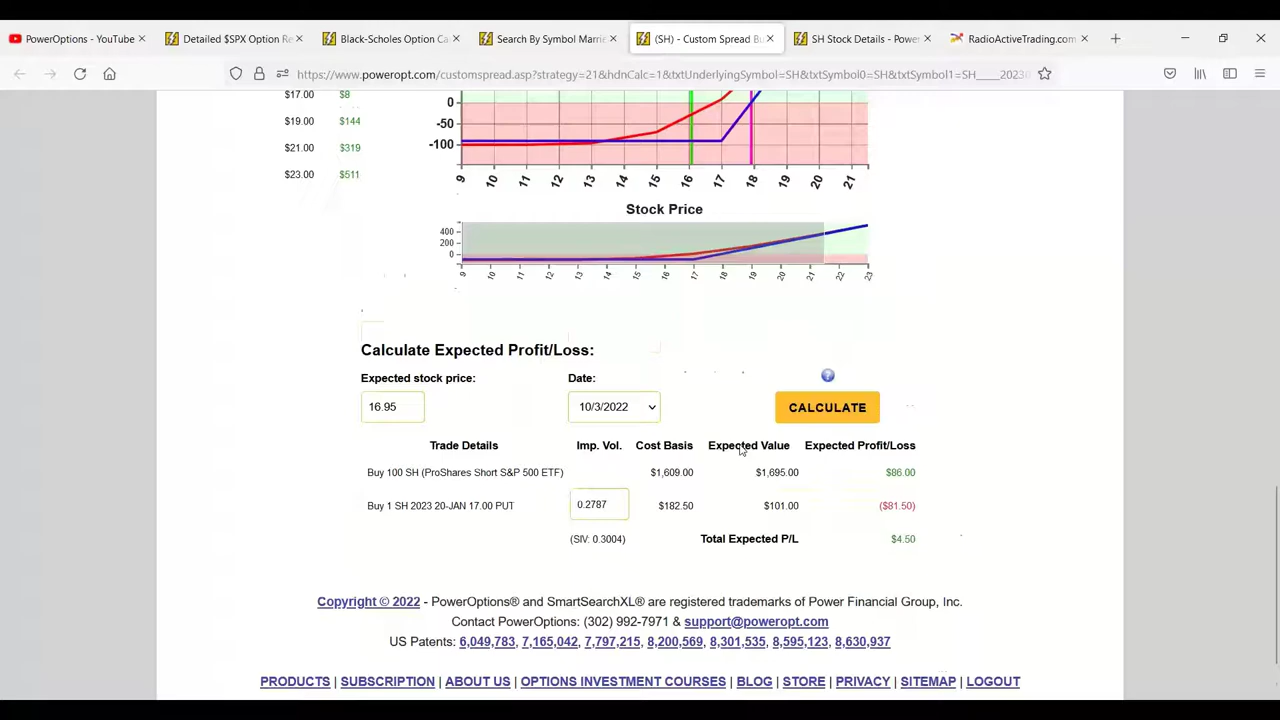 PowerOptions - YouTube
Detailed $SPX Option Re
Black-Scholes Option Ca
Search By Symbol Marrie
(SH) - Custom Spread Bu
SH Stock Details - Powe
RadioActiveTrading.com
https://www.poweropt.com/customspread.asp?strategy=21&hdnCalc=1&txtUnderlyingSymbol=SH&txtSymbol0=SH&txtSymbol1=SH____2023
$17.00 $8
$19.00 $144
$21.00 $319
$23.00 $511
0
-50
-100
9 10 11 12 13 14 15 16 17 18 19 20 21
Stock Price
400
200
0
9 10 11 12 13 14 15 16 17 18 19 20 21 22 23
Calculate Expected Profit/Loss:
Expected stock price: Date:
16.95 10/3/2022 CALCULATE
Trade Details Imp. Vol. Cost Basis Expected Value Expected Profit/Loss
Buy 100 SH (ProShares Short S&P 500 ETF) $1,609.00 $1,695.00 $86.00
Buy 1 SH 2023 20-JAN 17.00 PUT 0.2787 $182.50 $101.00 ($81.50)
(SIV: 0.3004) Total Expected P/L $4.50
Copyright © 2022 - PowerOptions® and SmartSearchXL® are registered trademarks of Power Financial Group, Inc.
Contact PowerOptions: (302) 992-7971 & support@poweropt.com
US Patents: 6,049,783, 7,165,042, 7,797,215, 8,200,569, 8,301,535, 8,595,123, 8,630,937
PRODUCTS | SUBSCRIPTION | ABOUT US | OPTIONS INVESTMENT COURSES | BLOG | STORE | PRIVACY | SITEMAP | LOGOUT